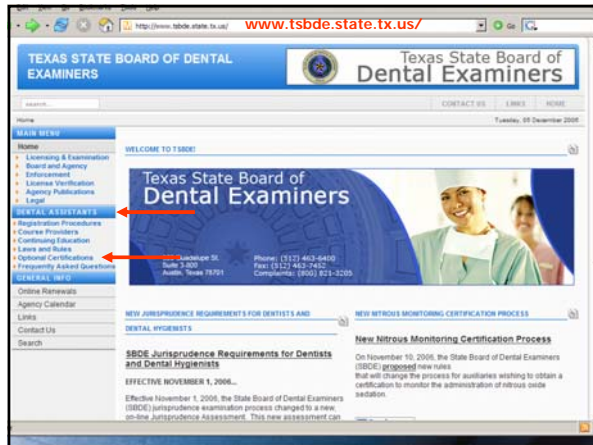 http://www.tsbde.state.tx.us/
www.tsbde.state.tx.us/
Go
TEXAS STATE BOARD OF DENTAL
EXAMINERS
Texas State Board of
Dental Examiners
search...
CONTACT US LINKS HOME
Home
Tuesday, 05 December 2006
MAIN MENU
Home
Licensing & Examination
Board and Agency
Enforcement
License Verification
Agency Publications
Legal
DENTAL ASSISTANTS
Registration Procedures
Course Providers
Continuing Education
Laws and Rules
Optional Certifications
Frequently Asked Questions
GENERAL INFO
Online Renewals
Agency Calendar
Links
Contact Us
Search
WELCOME TO TSBDE!
Texas State Board of
Dental Examiners
Guadalupe St.
Suite 3-800
Austin, Texas 78701
Phone: (512) 463-6400
Fax: (512) 463-7452
Complaints: (800) 821-3205
NEW JURISPRUDENCE REQUIREMENTS FOR DENTISTS AND
DENTAL HYGIENISTS
SBDE Jurisprudence Requirements for Dentists
and Dental Hygienists
EFFECTIVE NOVEMBER 1, 2006...
Effective November 1, 2006, the State Board of Dental Examiners
(SBDE) jurisprudence examination process changed to a new,
on-line Jurisprudence Assessment. This new assessment can
NEW NITROUS MONITORING CERTIFICATION PROCESS
New Nitrous Monitoring Certification Process
On November 10, 2006, the State Board of Dental Examiners
(SBDE) proposed new rules
that will change the process for auxiliaries wishing to obtain a
certification to monitor the administration of nitrous oxide
sedation.